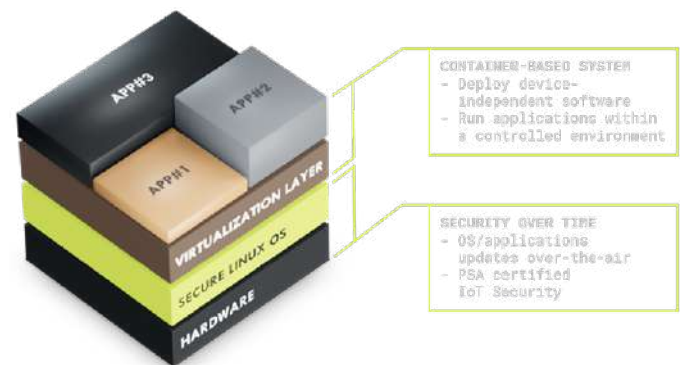 APP#3
APP#2
APP#1
VIRTUALIZATION LAYER
SECURE LINUX OS
HARDWARE
CONTAINER-BASED SYSTEM
- Deploy device-
independent software
- Run applications within
a controlled environment
SECURITY OVER TIME
- OS/applications
updates over-the-air
- PSA certified
IoT Security